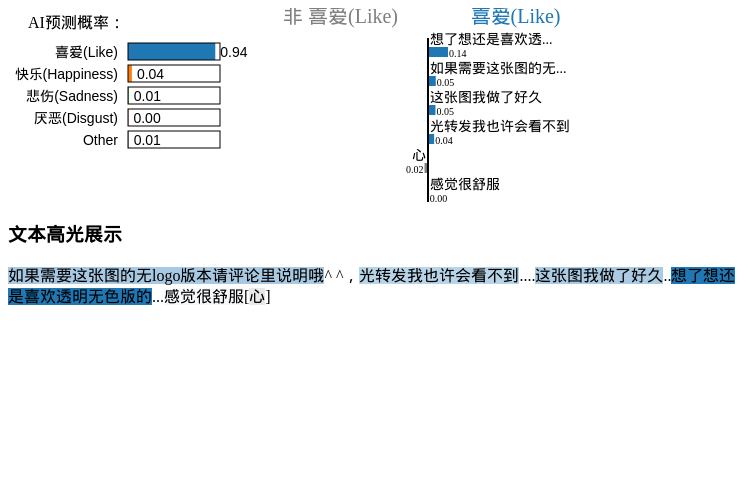 AI预测概率：
喜爱(Like) 0.94
快乐(Happiness) 0.04
悲伤(Sadness) 0.01
厌恶(Disgust) 0.00
Other 0.01
非 喜爱(Like) 喜爱(Like)
想了想还是喜欢透...
0.14
如果需要这张图的无...
0.05
这张图我做了好久
0.05
光转发我也许会看不到
0.04
心
0.02
感觉很舒服
0.00
文本高光展示
如果需要这张图的无logo版本请评论里说明哦^ ^，光转发我也许会看不到....这张图我做了好久..想了想还
是喜欢透明无色版的...感觉很舒服[心]